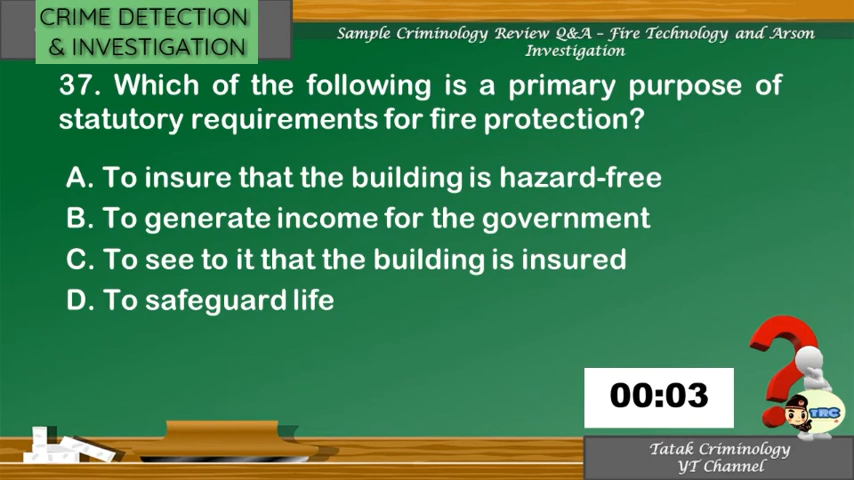 CRIME DETECTION
& INVESTIGATION
Sample Criminology Review Q&A – Fire Technology and Arson
Investigation
37. Which of the following is a primary purpose of
statutory requirements for fire protection?
A. To insure that the building is hazard-free
B. To generate income for the government
C. To see to it that the building is insured
D. To safeguard life
00:03
TRC
Tatak Criminology
YT Channel